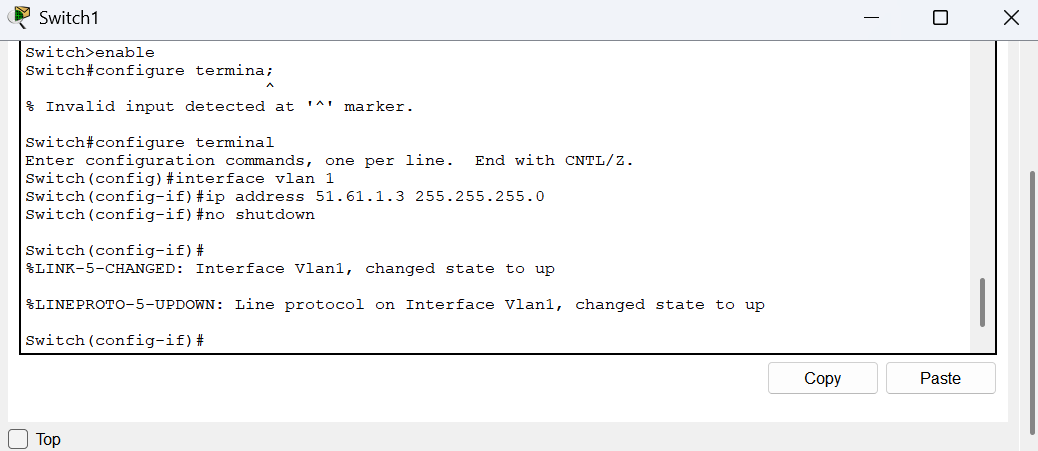 Switch1
Switch>enable
Switch#configure termina;
^
% Invalid input detected at '^' marker.
Switch#configure terminal
Enter configuration commands, one per line.  End with CNTL/Z.
Switch(config)#interface vlan 1
Switch(config-if)#ip address 51.61.1.3 255.255.255.0
Switch(config-if)#no shutdown
Switch(config-if)#
%LINK-5-CHANGED: Interface Vlan1, changed state to up
%LINEPROTO-5-UPDOWN: Line protocol on Interface Vlan1, changed state to up
Switch(config-if)#
Copy
Paste
Top